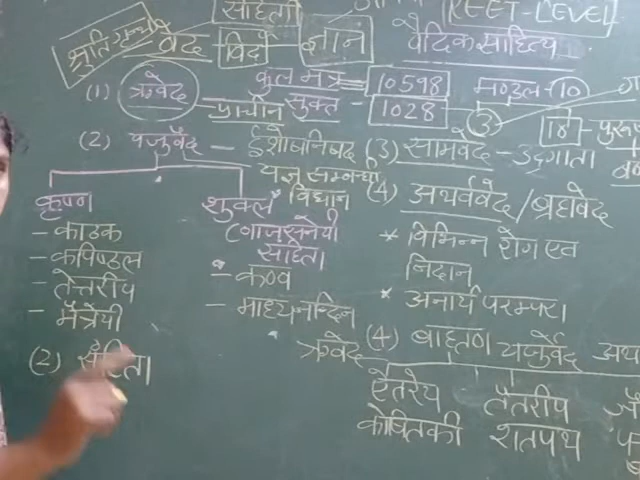 संहिता REET-LEVEL
श्रुतिग्रन्थ - वेद - विद् - ज्ञान वैदिक साहित्य
(1) ऋग्वेद कुल मंत्र = 10598 मण्डल - 10
प्राचीन सुक्त - 1028 3
(2) यजुर्वेद - ईशोपनिषद (3) सामवेद - उद्गाता 18
यज्ञ सम्बन्धी
विधान (4) अथर्ववेद / ब्रह्मवेद
कृष्ण शुक्ल
(वाजसनेयी
संहिता) * विभिन्न रोग एव
निदान
- काठक - कण्व
- कपिष्ठल - माध्यन्दिन * अनार्य परम्परा
- तैत्तरीय
- मैत्रेयी
(2) संहिता
(4) बाह्मण
ऋग्वेद यजुर्वेद अथ
ऐतरेय तैतरीय जै
कोषितकी शतपथ